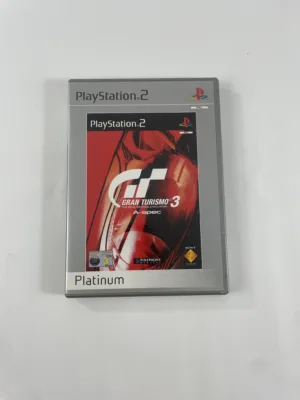 PlayStation.2
PlayStation.2
GT
GRAN TURISMO 3
A-spec
Platinum